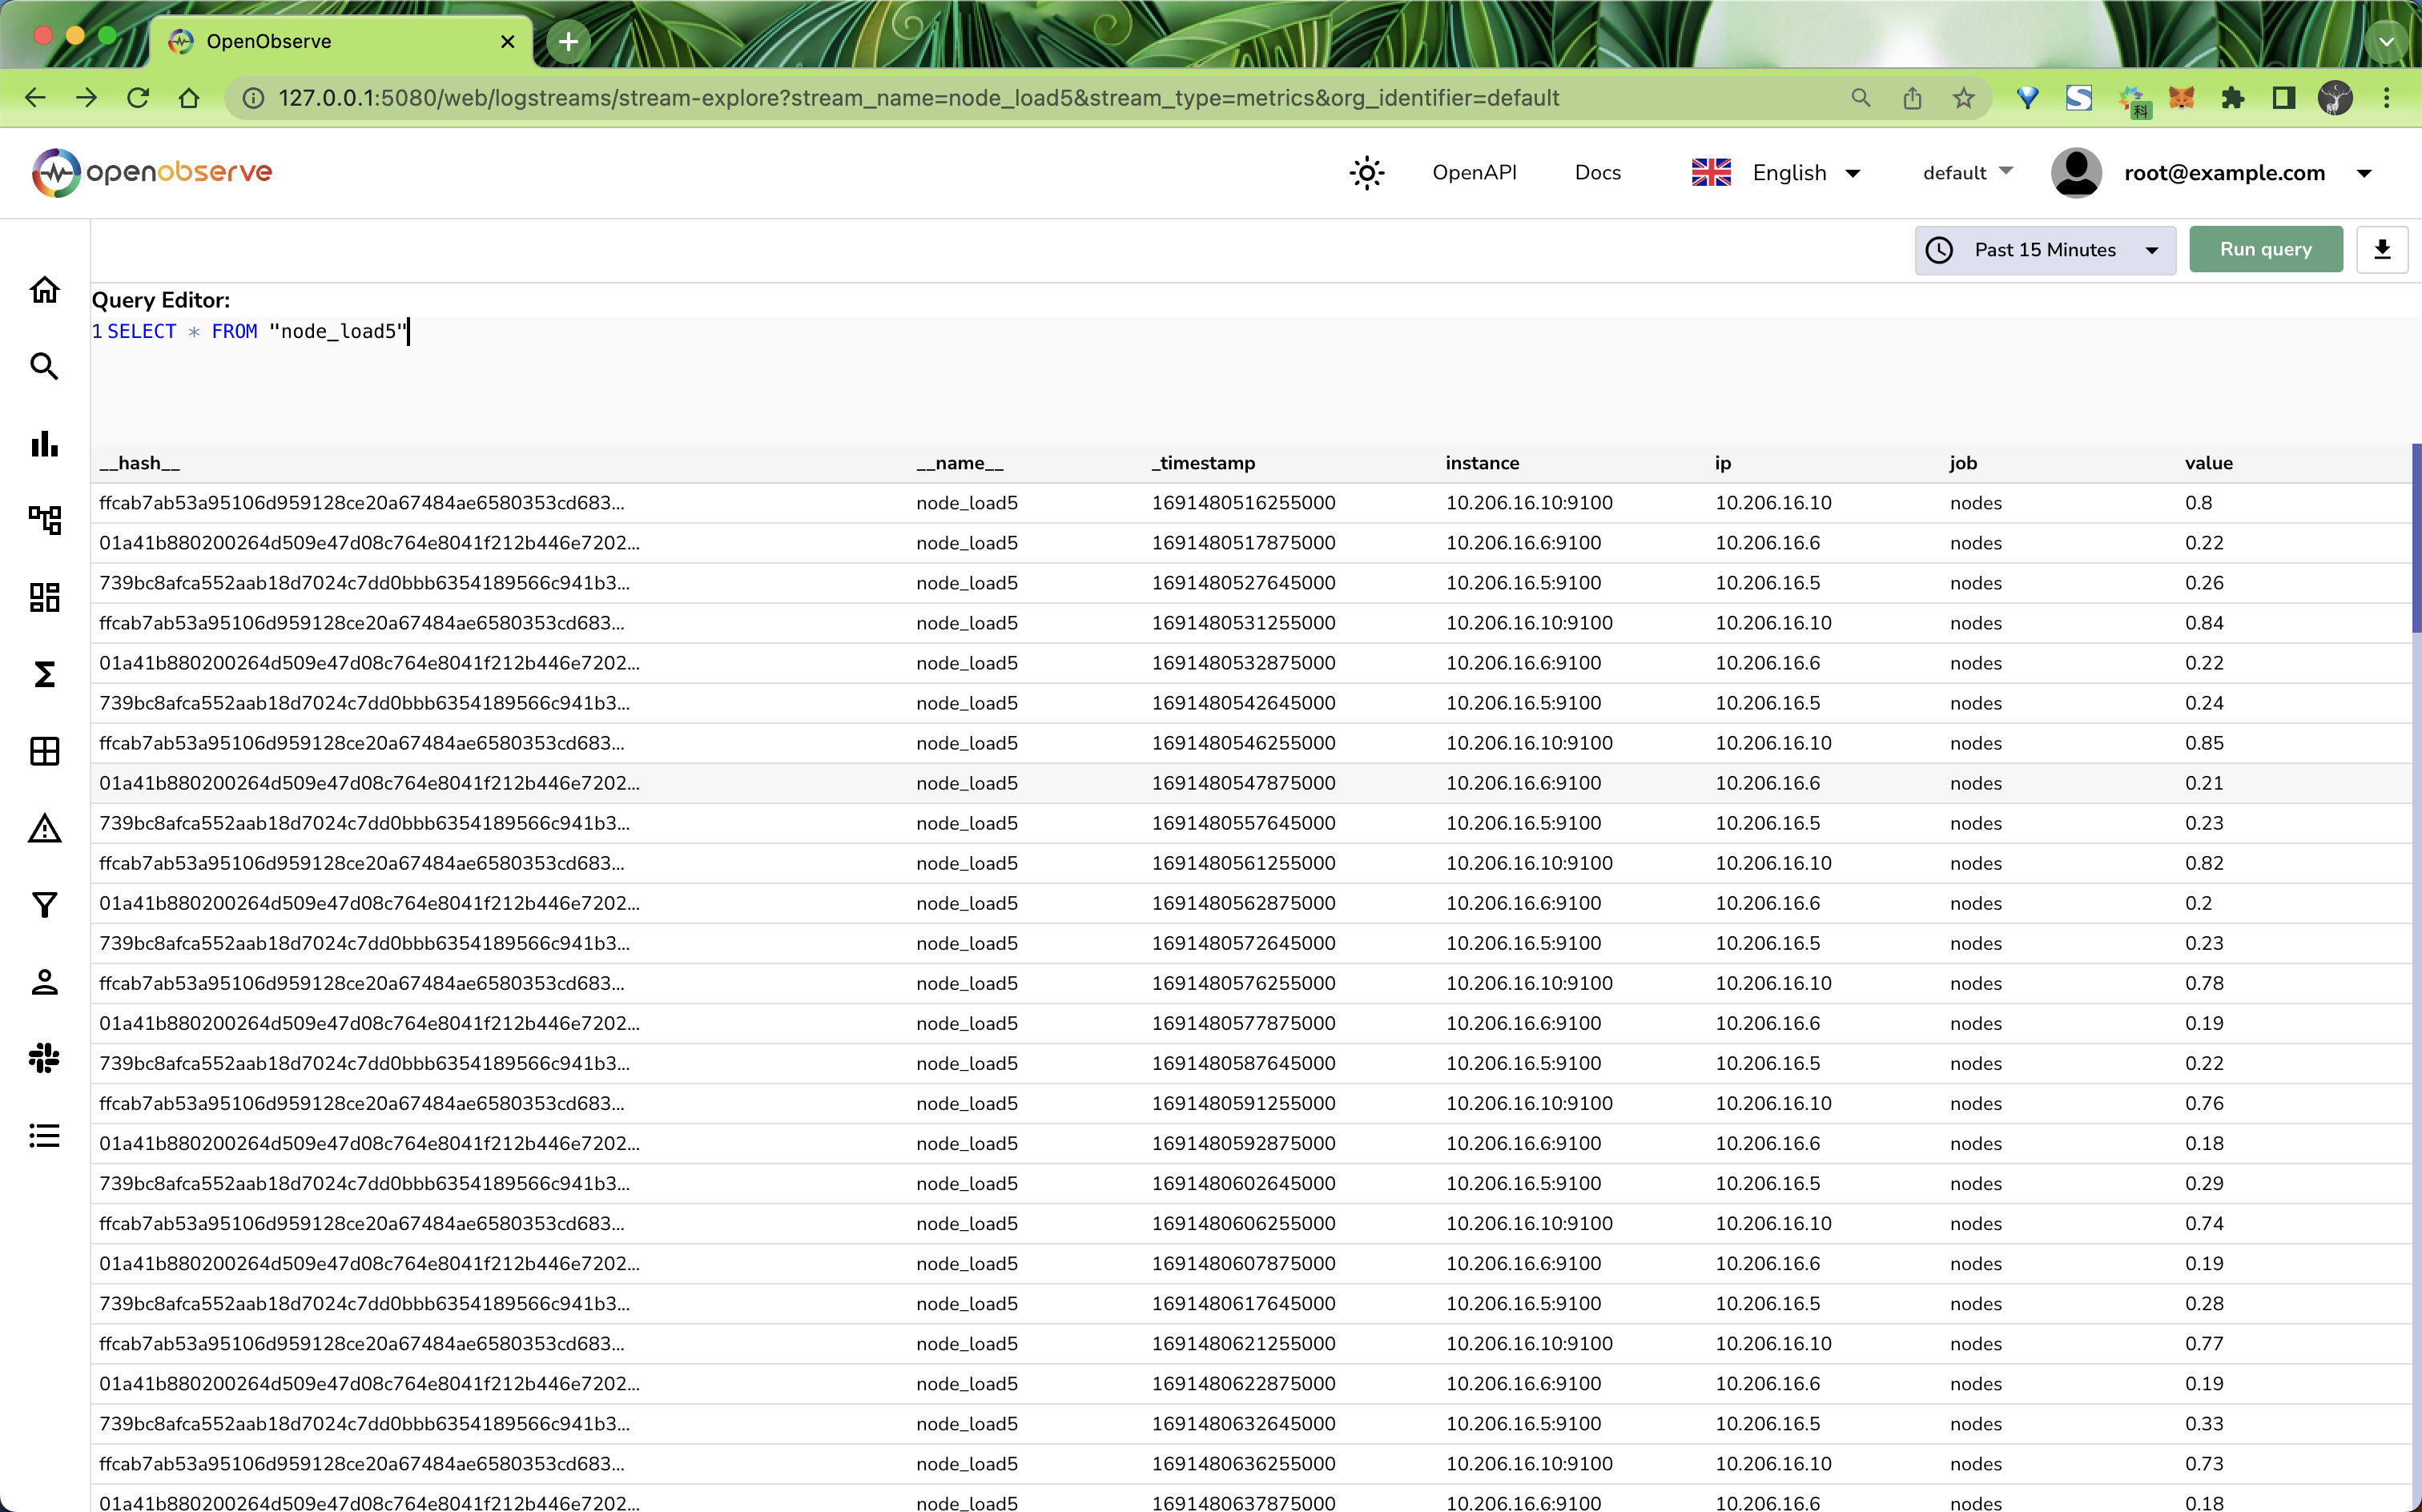 OpenObserve
127.0.0.1:5080/web/logstreams/stream-explore?stream_name=node_load5&stream_type=metrics&org_identifier=default
科
openobserve OpenAPI Docs English default root@example.com
Past 15 Minutes Run query
Query Editor:
1 SELECT * FROM "node_load5"
__hash__ __name__ _timestamp instance ip job value
ffcab7ab53a95106d959128ce20a67484ae6580353cd683... node_load5 1691480516255000 10.206.16.10:9100 10.206.16.10 nodes 0.8
01a41b880200264d509e47d08c764e8041f212b446e7202... node_load5 1691480517875000 10.206.16.6:9100 10.206.16.6 nodes 0.22
739bc8afca552aab18d7024c7dd0bbb6354189566c941b3... node_load5 1691480527645000 10.206.16.5:9100 10.206.16.5 nodes 0.26
ffcab7ab53a95106d959128ce20a67484ae6580353cd683... node_load5 1691480531255000 10.206.16.10:9100 10.206.16.10 nodes 0.84
01a41b880200264d509e47d08c764e8041f212b446e7202... node_load5 1691480532875000 10.206.16.6:9100 10.206.16.6 nodes 0.22
739bc8afca552aab18d7024c7dd0bbb6354189566c941b3... node_load5 1691480542645000 10.206.16.5:9100 10.206.16.5 nodes 0.24
ffcab7ab53a95106d959128ce20a67484ae6580353cd683... node_load5 1691480546255000 10.206.16.10:9100 10.206.16.10 nodes 0.85
01a41b880200264d509e47d08c764e8041f212b446e7202... node_load5 1691480547875000 10.206.16.6:9100 10.206.16.6 nodes 0.21
739bc8afca552aab18d7024c7dd0bbb6354189566c941b3... node_load5 1691480557645000 10.206.16.5:9100 10.206.16.5 nodes 0.23
ffcab7ab53a95106d959128ce20a67484ae6580353cd683... node_load5 1691480561255000 10.206.16.10:9100 10.206.16.10 nodes 0.82
01a41b880200264d509e47d08c764e8041f212b446e7202... node_load5 1691480562875000 10.206.16.6:9100 10.206.16.6 nodes 0.2
739bc8afca552aab18d7024c7dd0bbb6354189566c941b3... node_load5 1691480572645000 10.206.16.5:9100 10.206.16.5 nodes 0.23
ffcab7ab53a95106d959128ce20a67484ae6580353cd683... node_load5 1691480576255000 10.206.16.10:9100 10.206.16.10 nodes 0.78
01a41b880200264d509e47d08c764e8041f212b446e7202... node_load5 1691480577875000 10.206.16.6:9100 10.206.16.6 nodes 0.19
739bc8afca552aab18d7024c7dd0bbb6354189566c941b3... node_load5 1691480587645000 10.206.16.5:9100 10.206.16.5 nodes 0.22
ffcab7ab53a95106d959128ce20a67484ae6580353cd683... node_load5 1691480591255000 10.206.16.10:9100 10.206.16.10 nodes 0.76
01a41b880200264d509e47d08c764e8041f212b446e7202... node_load5 1691480592875000 10.206.16.6:9100 10.206.16.6 nodes 0.18
739bc8afca552aab18d7024c7dd0bbb6354189566c941b3... node_load5 1691480602645000 10.206.16.5:9100 10.206.16.5 nodes 0.29
ffcab7ab53a95106d959128ce20a67484ae6580353cd683... node_load5 1691480606255000 10.206.16.10:9100 10.206.16.10 nodes 0.74
01a41b880200264d509e47d08c764e8041f212b446e7202... node_load5 1691480607875000 10.206.16.6:9100 10.206.16.6 nodes 0.19
739bc8afca552aab18d7024c7dd0bbb6354189566c941b3... node_load5 1691480617645000 10.206.16.5:9100 10.206.16.5 nodes 0.28
ffcab7ab53a95106d959128ce20a67484ae6580353cd683... node_load5 1691480621255000 10.206.16.10:9100 10.206.16.10 nodes 0.77
01a41b880200264d509e47d08c764e8041f212b446e7202... node_load5 1691480622875000 10.206.16.6:9100 10.206.16.6 nodes 0.19
739bc8afca552aab18d7024c7dd0bbb6354189566c941b3... node_load5 1691480632645000 10.206.16.5:9100 10.206.16.5 nodes 0.33
ffcab7ab53a95106d959128ce20a67484ae6580353cd683... node_load5 1691480636255000 10.206.16.10:9100 10.206.16.10 nodes 0.73
01a41b880200264d509e47d08c764e8041f212b446e7202... node_load5 1691480637875000 10.206.16.6:9100 10.206.16.6 nodes 0.18